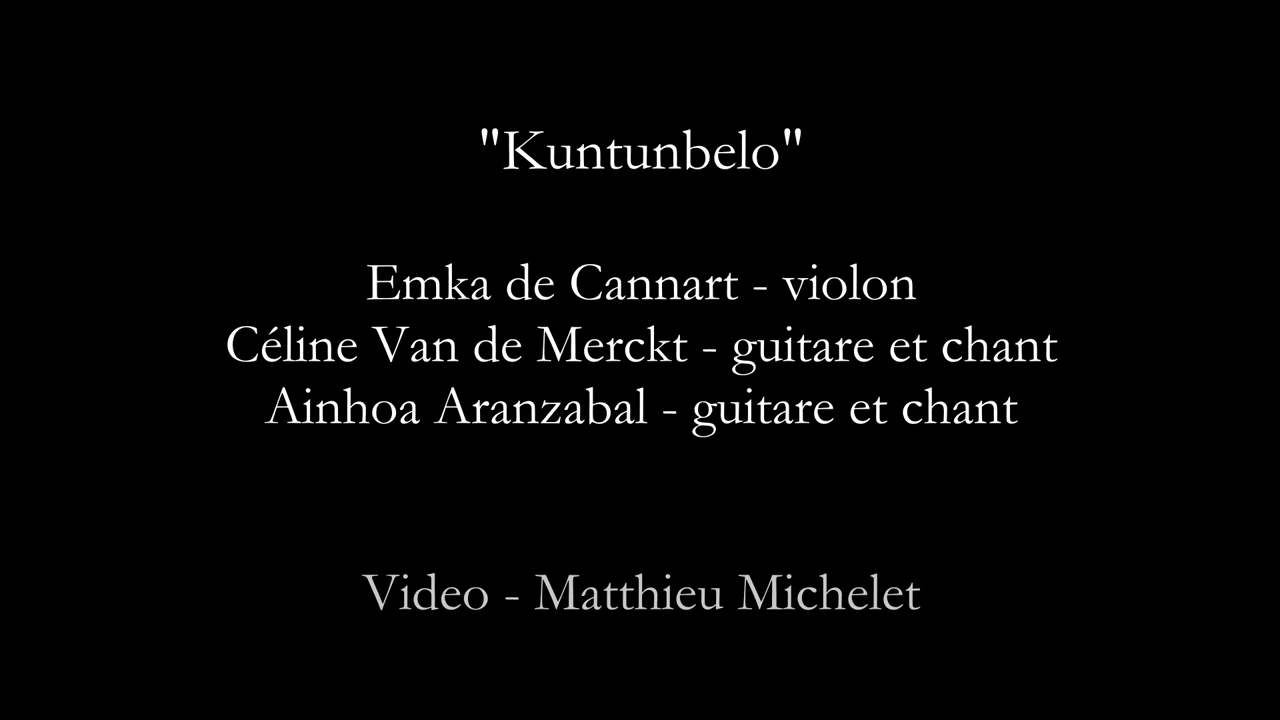 "Kuntunbelo"
Emka de Cannart - violon
Céline Van de Merckt - guitare et chant
Ainhoa Aranzabal - guitare et chant
Video - Matthieu Michelet